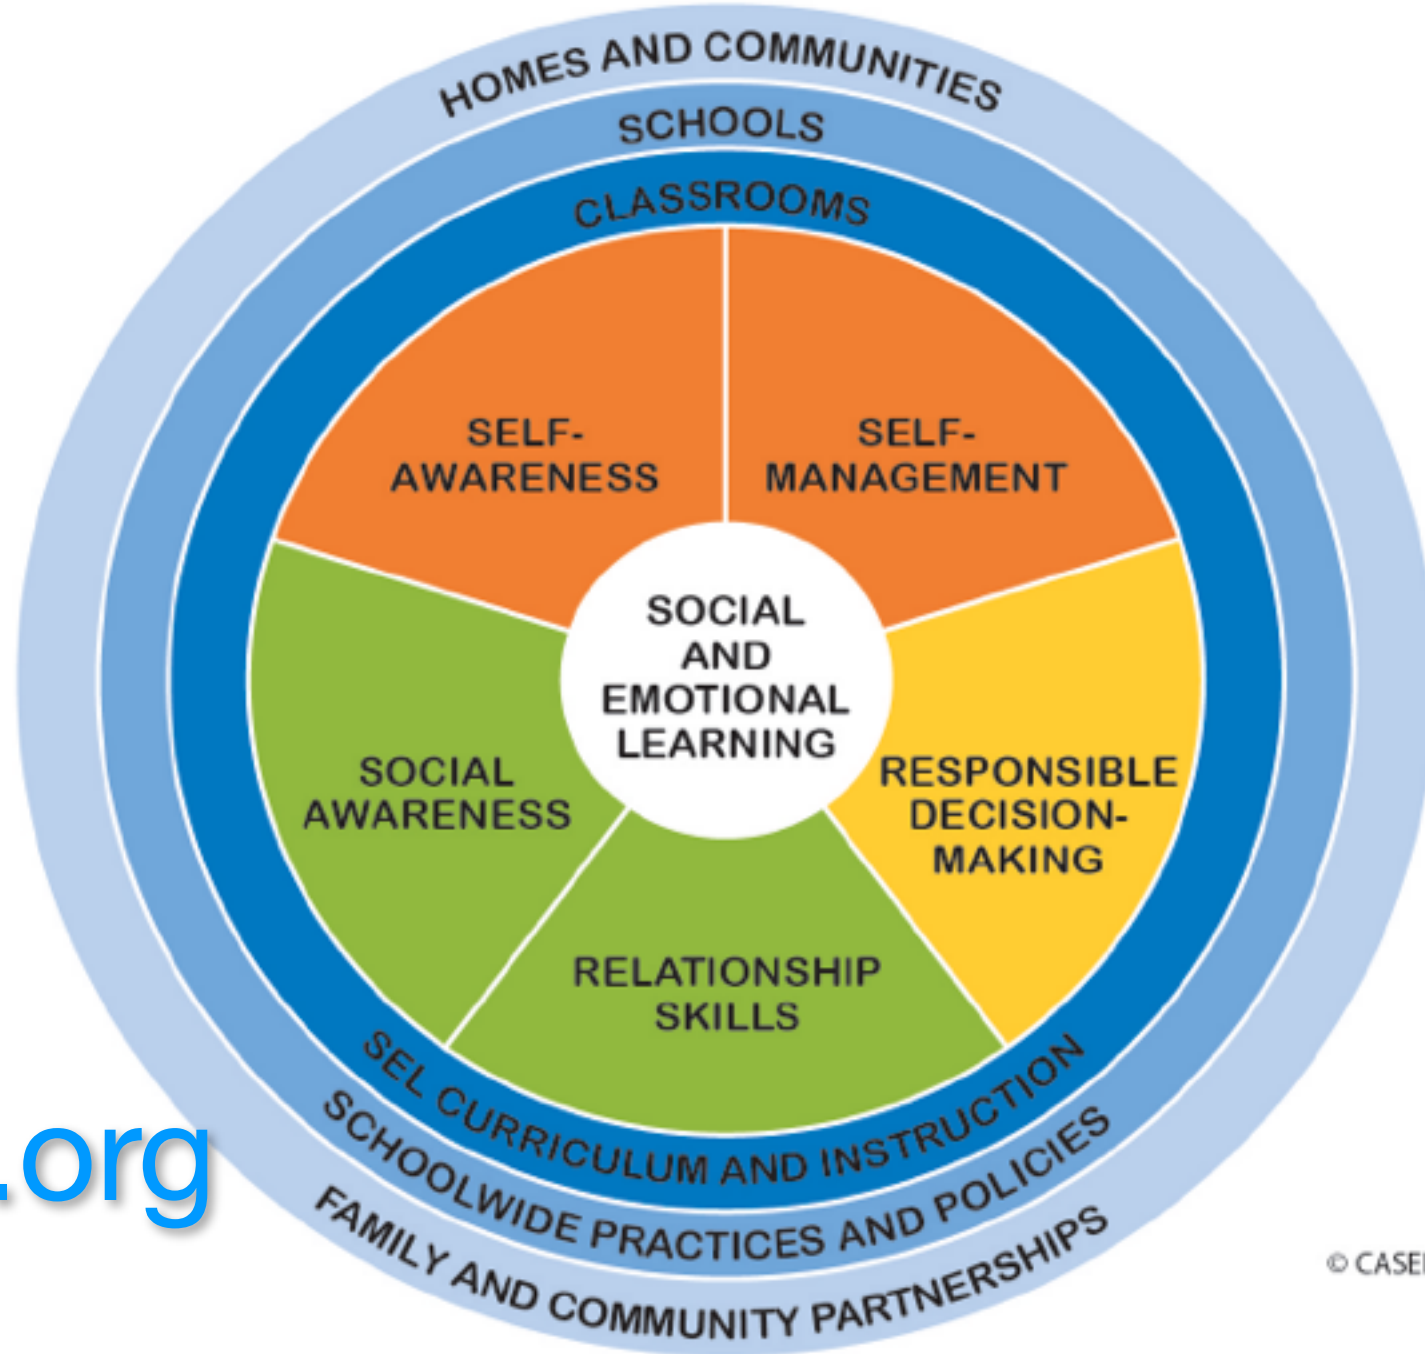 HOMES AND COMMUNITIES
SCHOOLS
CLASSROOMS
SELF-
AWARENESS
SELF-
MANAGEMENT
SOCIAL
AND
EMOTIONAL
LEARNING
SOCIAL
AWARENESS
RESPONSIBLE
DECISION-
MAKING
RELATIONSHIP
SKILLS
SEL CURRICULUM AND INSTRUCTION
SCHOOLWIDE PRACTICES AND POLICIES
FAMILY AND COMMUNITY PARTNERSHIPS
.org
©